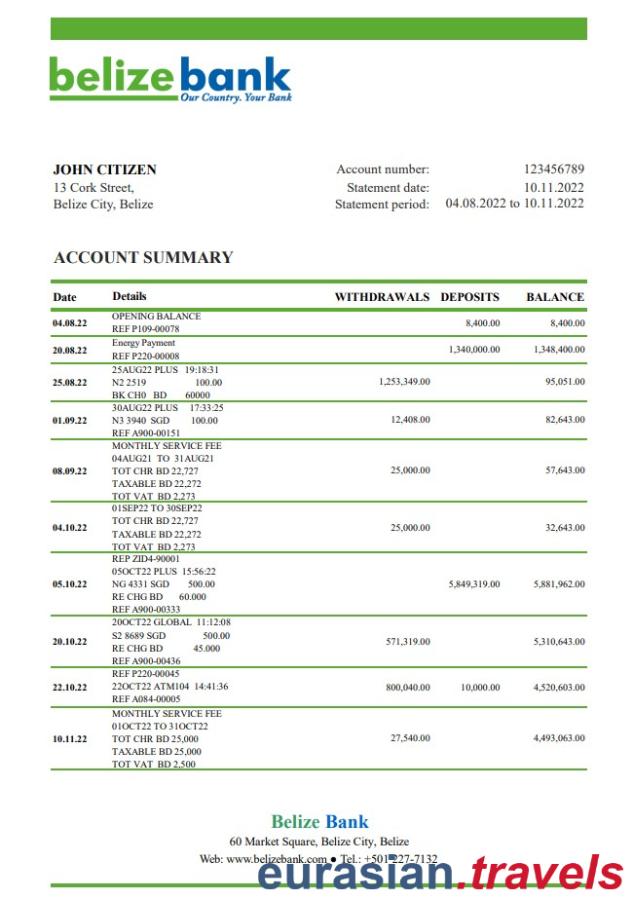 belizebank
Our Country. Your Bank
JOHN CITIZEN
13 Cork Street,
Belize City, Belize
Account number: 123456789
Statement date: 10.11.2022
Statement period: 04.08.2022 to 10.11.2022
ACCOUNT SUMMARY
Date Details WITHDRAWALS DEPOSITS BALANCE
OPENING BALANCE
04.08.22 8,400.00 8,400.00
REF P109-00078
Energy Payment
20.08.22 1,340,000.00 1,348,400.00
REF P220-00008
25AUG22 PLUS 19:18:31
25.08.22 N2 2519 100.00 1,253,349.00 95,051.00
BK CH0 BD 60000
30AUG22 PLUS 17:33:25
01.09.22 N3 3940 SGD 100.00 12,408.00 82,643.00
REF A900-00151
MONTHLY SERVICE FEE
04AUG21 TO 31AUG21
08.09.22 TOT CHR BD 22,727 25,000.00 57,643.00
TAXABLE BD 22,272
TOT VAT BD 2,273
01SEP22 TO 30SEP22
TOT CHR BD 22,727
04.10.22 25,000.00 32,643.00
TAXABLE BD 22,272
TOT VAT BD 2,273
REP ZID4-90001
05OCT22 PLUS 15:56:22
05.10.22 NG 4331 SGD 500.00 5,849,319.00 5,881,962.00
RE CHG BD 60.000
REF A900-00333
20OCT22 GLOBAL 11:12:08
S2 8689 SGD 500.00
20.10.22 571,319.00 5,310,643.00
RE CHG BD 45.000
REF A900-00436
REF P220-00045
22.10.22 22OCT22 ATM104 14:41:36 800,040.00 10,000.00 4,520,603.00
REF A084-00005
MONTHLY SERVICE FEE
01OCT22 TO 31OCT22
10.11.22 TOT CHR BD 25,000 27,540.00 4,493,063.00
TAXABLE BD 25,000
TOT VAT BD 2,500
Belize Bank
60 Market Square, Belize City, Belize
Web: www.belizebank.com ● Tel.: +501 227-7132
eurasian.travels